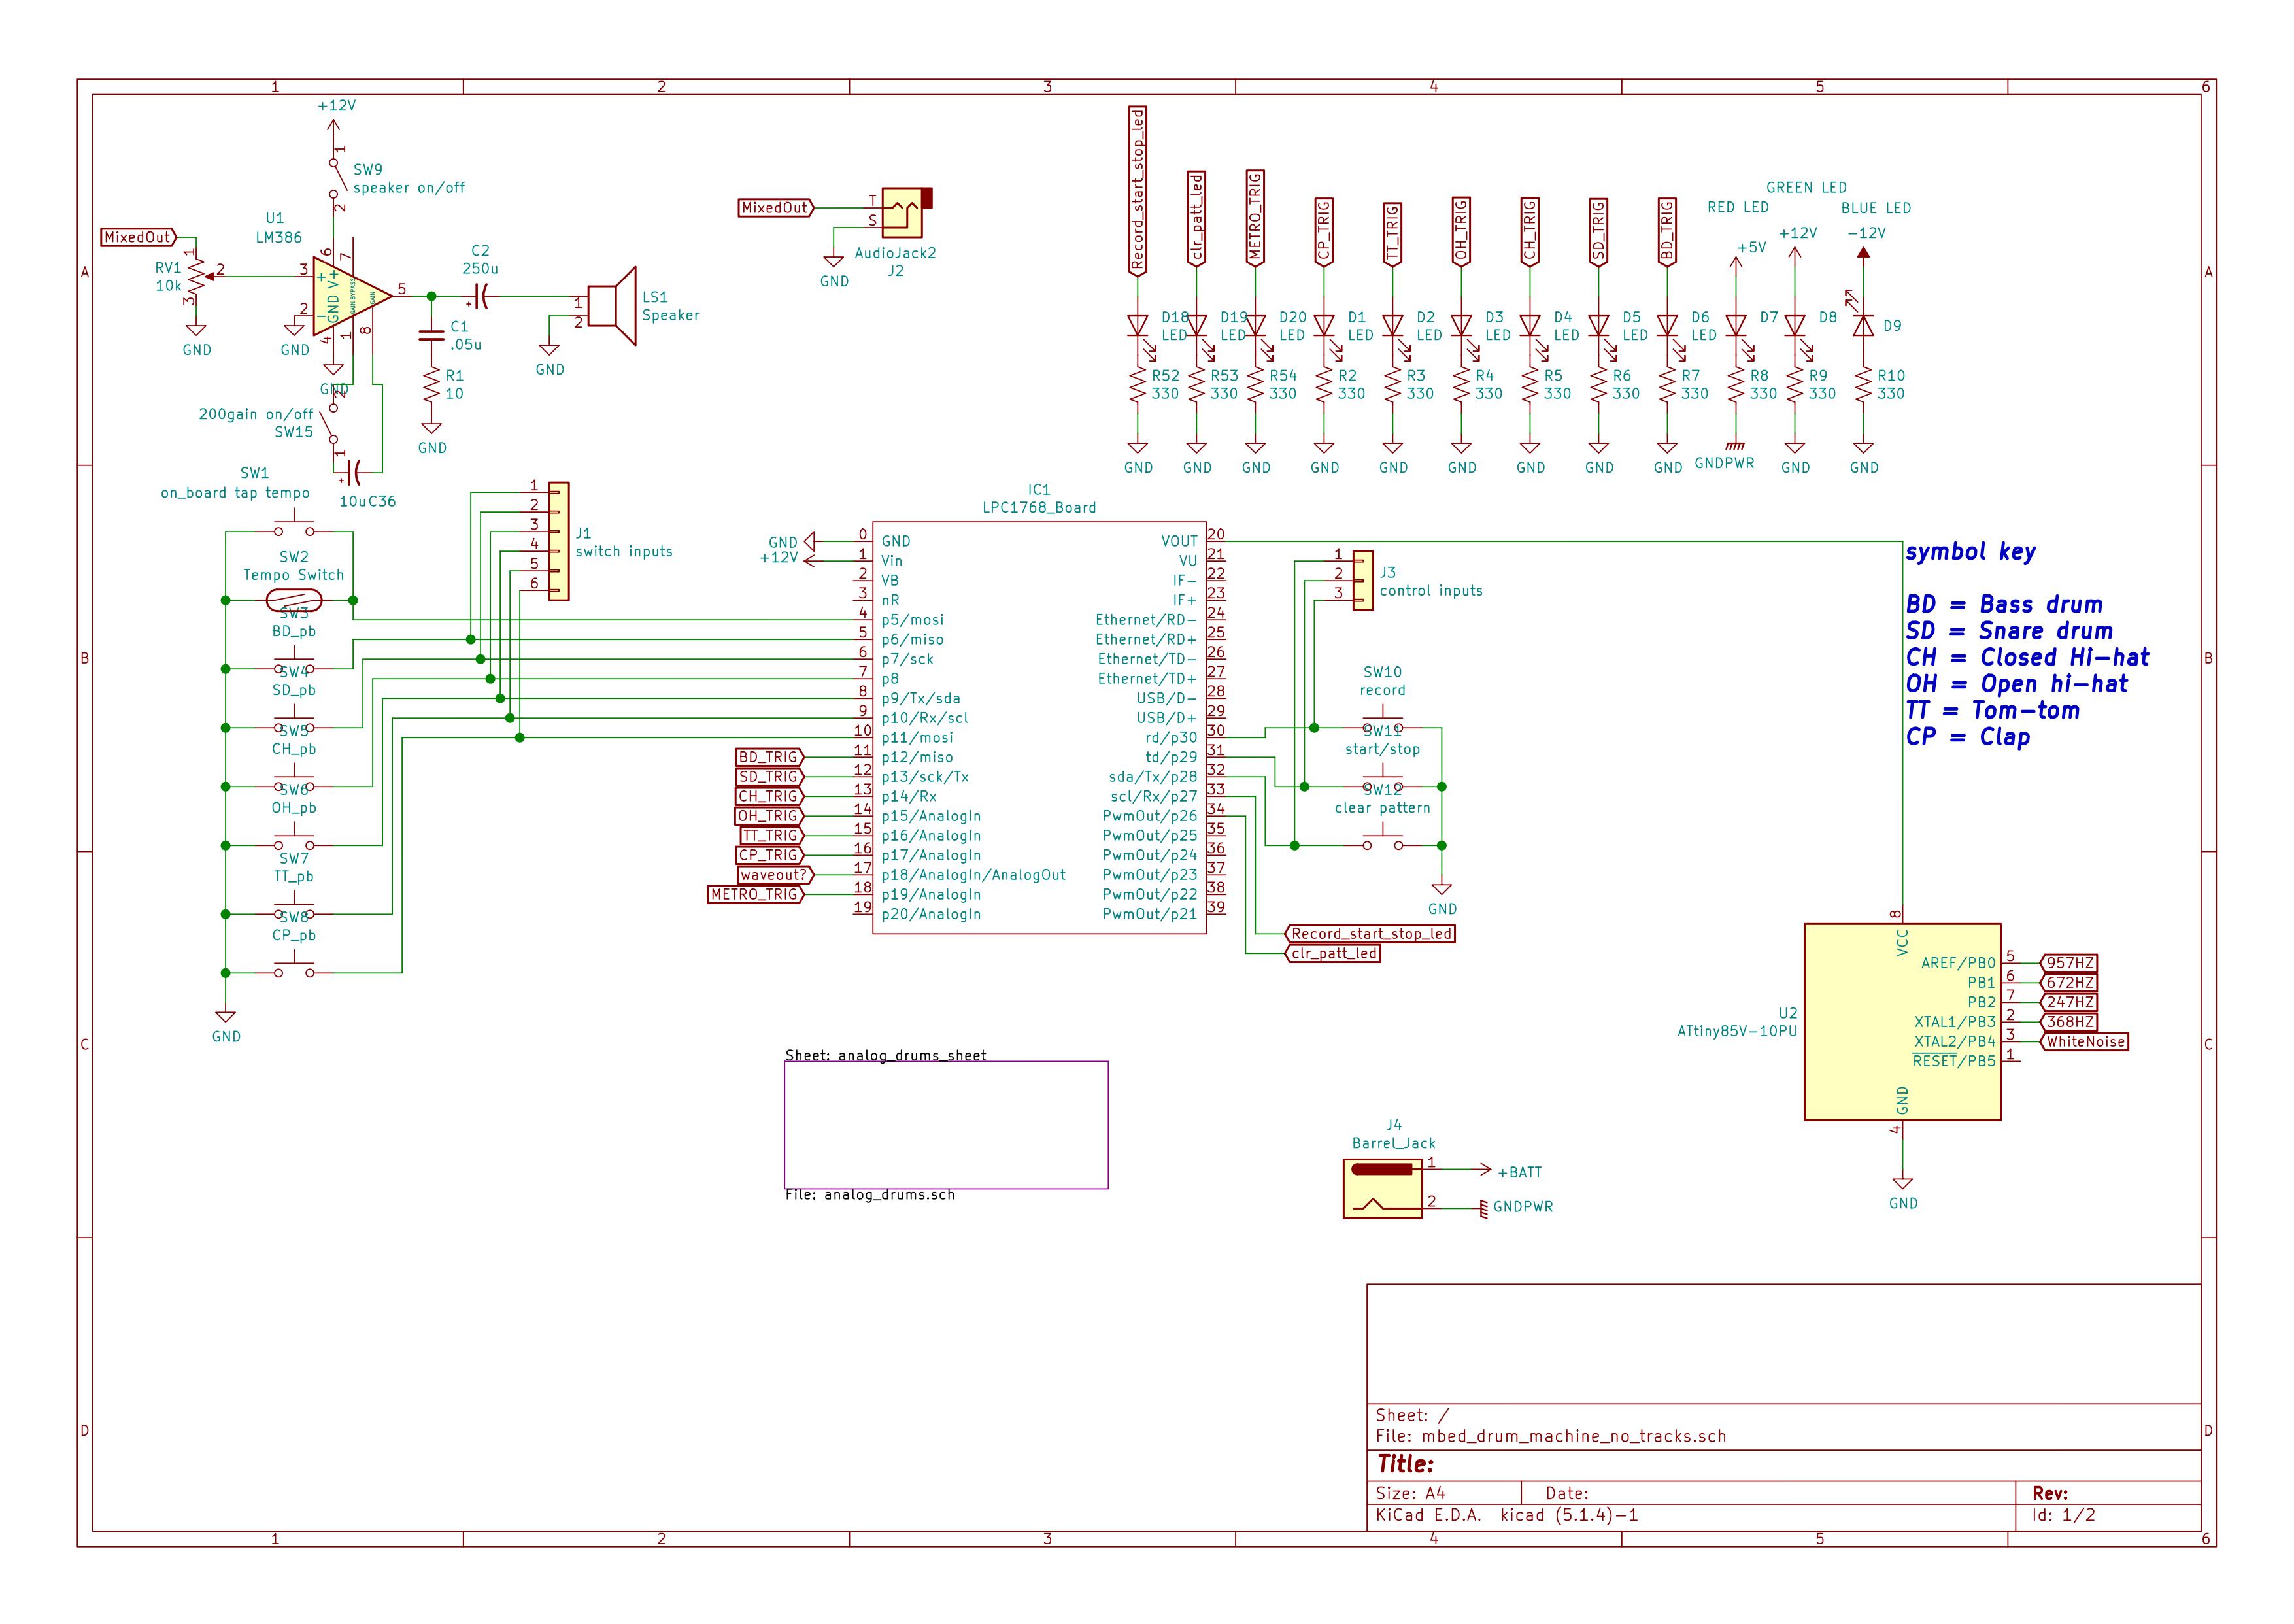 1 2 3 4 5 6
A
B
C
D
+12V
1
SW9
speaker on/off
2
U1
LM386
MixedOut
RV1
10k
1
2
3
GND
3
2
GND
6
7
+
-
V+
GND
BYPASS
GAIN
GAIN
4
1
8
5
GND
C2
250u
+
C1
.05u
R1
10
GND
1
2
LS1
Speaker
GND
200gain on/off
SW15
2
1
+
10u
C36
MixedOut
T
S
GND
AudioJack2
J2
Record_start_stop_led
clr_patt_led
METRO_TRIG
CP_TRIG
TT_TRIG
OH_TRIG
CH_TRIG
SD_TRIG
BD_TRIG
GREEN LED
RED LED
BLUE LED
+5V
+12V
-12V
D18 D19 D20 D1 D2 D3 D4 D5 D6 D7 D8 D9
LED LED LED LED LED LED LED LED LED
R52 R53 R54 R2 R3 R4 R5 R6 R7 R8 R9 R10
330 330 330 330 330 330 330 330 330 330 330 330
GND GND GND GND GND GND GND GND GND GNDPWR GND GND
SW1
on_board tap tempo
SW2
Tempo Switch
SW3
BD_pb
SW4
SD_pb
SW5
CH_pb
SW6
OH_pb
SW7
TT_pb
SW8
CP_pb
GND
1
2
3
4
5
6
J1
switch inputs
IC1
LPC1768_Board
GND
+12V
0 GND
1 Vin
2 VB
3 nR
4 p5/mosi
5 p6/miso
6 p7/sck
7 p8
8 p9/Tx/sda
9 p10/Rx/scl
10 p11/mosi
BD_TRIG 11 p12/miso
SD_TRIG 12 p13/sck/Tx
CH_TRIG 13 p14/Rx
OH_TRIG 14 p15/AnalogIn
TT_TRIG 15 p16/AnalogIn
CP_TRIG 16 p17/AnalogIn
waveout? 17 p18/AnalogIn/AnalogOut
METRO_TRIG 18 p19/AnalogIn
19 p20/AnalogIn
VOUT 20
VU 21
IF- 22
IF+ 23
Ethernet/RD- 24
Ethernet/RD+ 25
Ethernet/TD- 26
Ethernet/TD+ 27
USB/D- 28
USB/D+ 29
rd/p30 30
td/p29 31
sda/Tx/p28 32
scl/Rx/p27 33
PwmOut/p26 34
PwmOut/p25 35
PwmOut/p24 36
PwmOut/p23 37
PwmOut/p22 38
PwmOut/p21 39
1
2
3
J3
control inputs
SW10
record
SW11
start/stop
SW12
clear pattern
GND
Record_start_stop_led
clr_patt_led
symbol key
BD = Bass drum
SD = Snare drum
CH = Closed Hi-hat
OH = Open hi-hat
TT = Tom-tom
CP = Clap
8
VCC
U2
ATtiny85V-10PU
AREF/PB0 5 957HZ
PB1 6 672HZ
PB2 7 247HZ
XTAL1/PB3 2 368HZ
XTAL2/PB4 3 WhiteNoise
RESET/PB5 1
GND
4
GND
Sheet: analog_drums_sheet
File: analog_drums.sch
J4
Barrel_Jack
1
+BATT
2
GNDPWR
Sheet: /
File: mbed_drum_machine_no_tracks.sch
Title:
Size: A4 Date: Rev:
KiCad E.D.A. kicad (5.1.4)-1 Id: 1/2
1 2 3 4 5 6
A
B
C
D